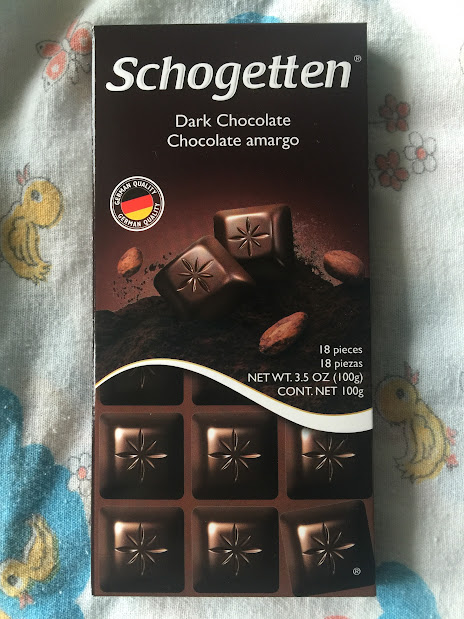 Schogetten®
Dark Chocolate
Chocolate amargo
GERMAN QUALITY
GERMAN QUALITY
18 pieces
18 piezas
NET WT. 3.5 OZ (100g)
CONT. NET 100g
®